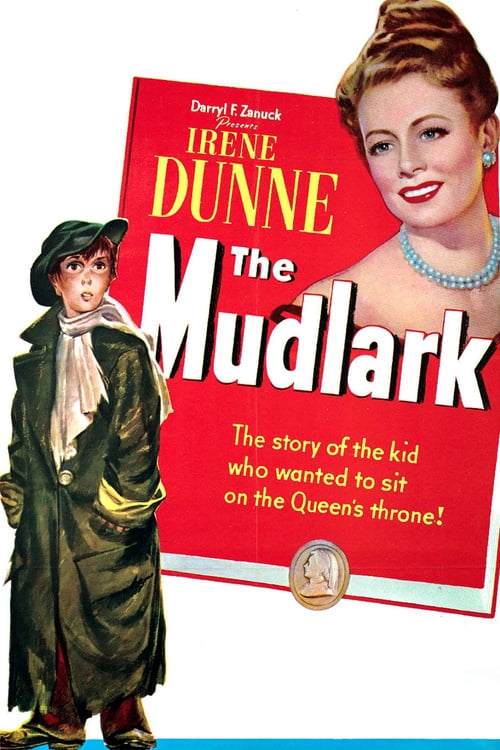 Darryl F. Zanuck
Presents
IRENE
DUNNE
The
Mudlark
The story of the kid
who wanted to sit
on the Queen's throne!